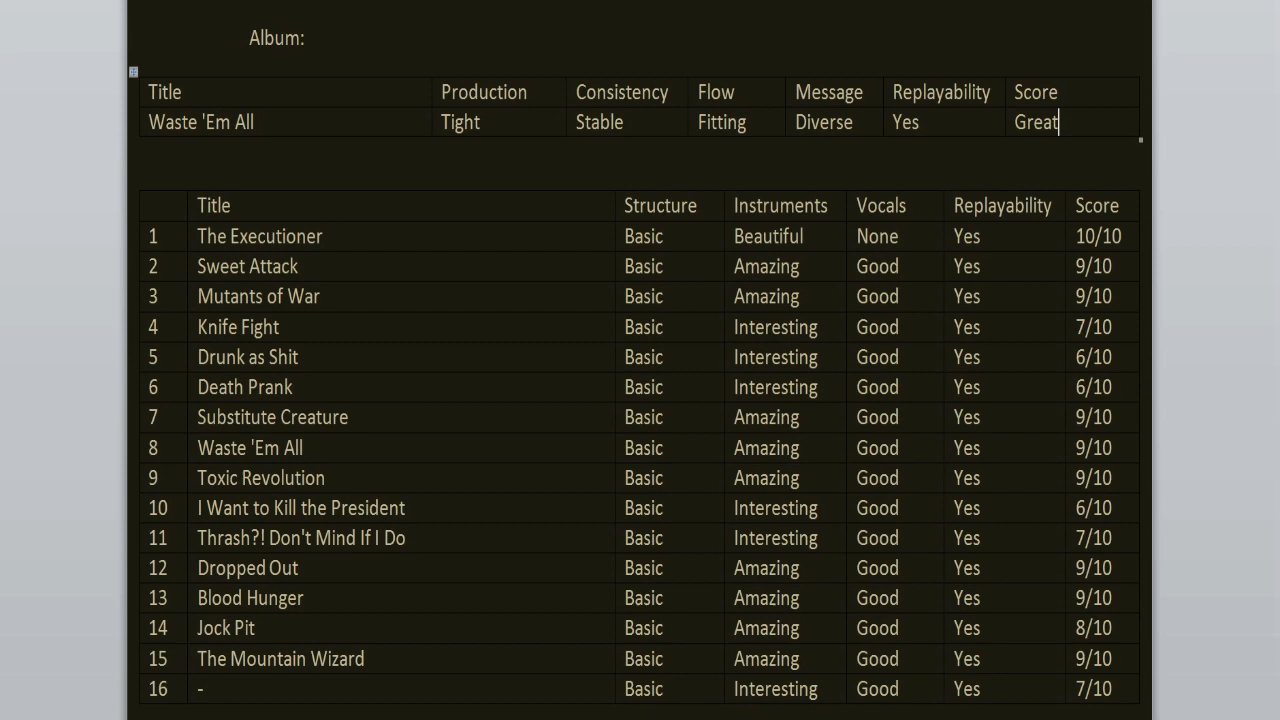 Album:
Title Production Consistency Flow Message Replayability Score
Waste 'Em All Tight Stable Fitting Diverse Yes Great
Title Structure Instruments Vocals Replayability Score
1 The Executioner Basic Beautiful None Yes 10/10
2 Sweet Attack Basic Amazing Good Yes 9/10
3 Mutants of War Basic Amazing Good Yes 9/10
4 Knife Fight Basic Interesting Good Yes 7/10
5 Drunk as Shit Basic Interesting Good Yes 6/10
6 Death Prank Basic Interesting Good Yes 6/10
7 Substitute Creature Basic Amazing Good Yes 9/10
8 Waste 'Em All Basic Amazing Good Yes 9/10
9 Toxic Revolution Basic Amazing Good Yes 9/10
10 I Want to Kill the President Basic Interesting Good Yes 6/10
11 Thrash?! Don't Mind If I Do Basic Interesting Good Yes 7/10
12 Dropped Out Basic Amazing Good Yes 9/10
13 Blood Hunger Basic Amazing Good Yes 9/10
14 Jock Pit Basic Amazing Good Yes 8/10
15 The Mountain Wizard Basic Amazing Good Yes 9/10
16 - Basic Interesting Good Yes 7/10